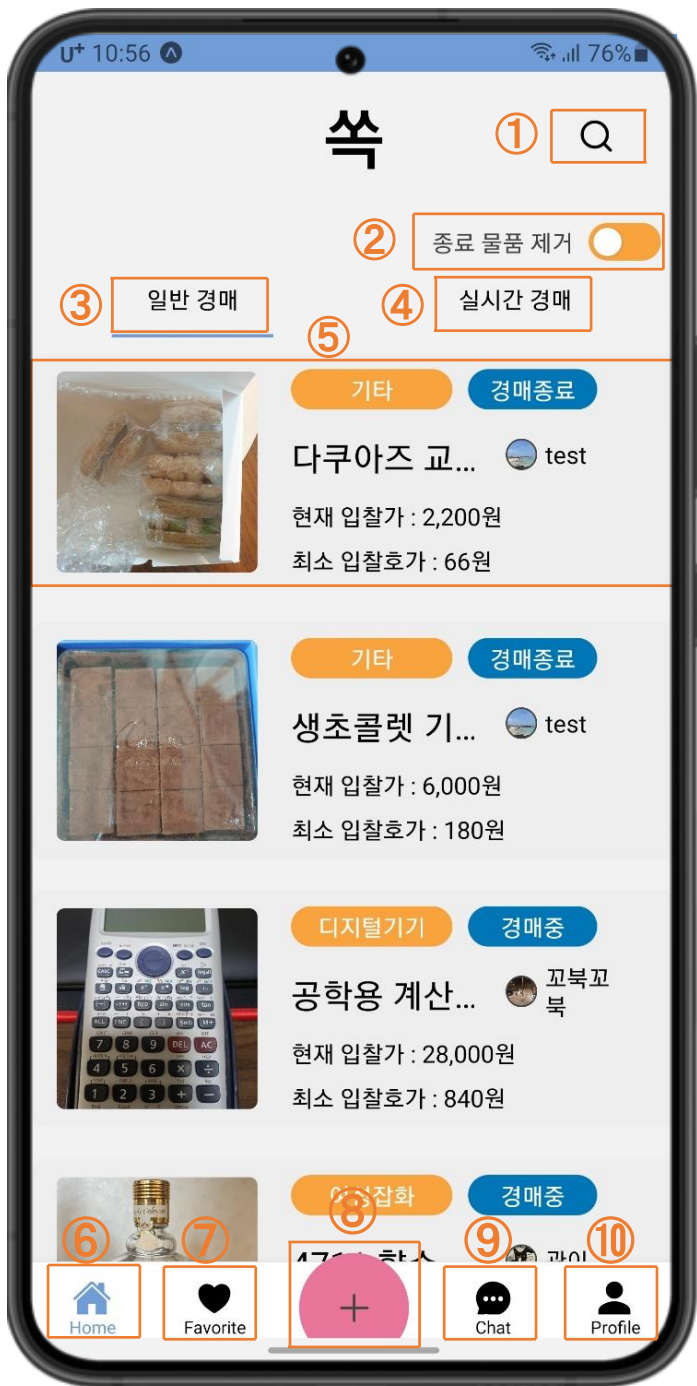 U+ 10:56 76%
쏙
①
② 종료 물품 제거
③ 일반 경매
④ 실시간 경매
⑤
기타 경매종료
다쿠아즈 교... test
현재 입찰가 : 2,200원
최소 입찰호가 : 66원
기타 경매종료
생초콜렛 기... test
현재 입찰가 : 6,000원
최소 입찰호가 : 180원
디지털기기 경매중
공학용 계산... 꼬북꼬
북
현재 입찰가 : 28,000원
최소 입찰호가 : 840원
경매중
⑥ ⑦ ⑧ ⑨ ⑩
+
Home Favorite Chat Profile